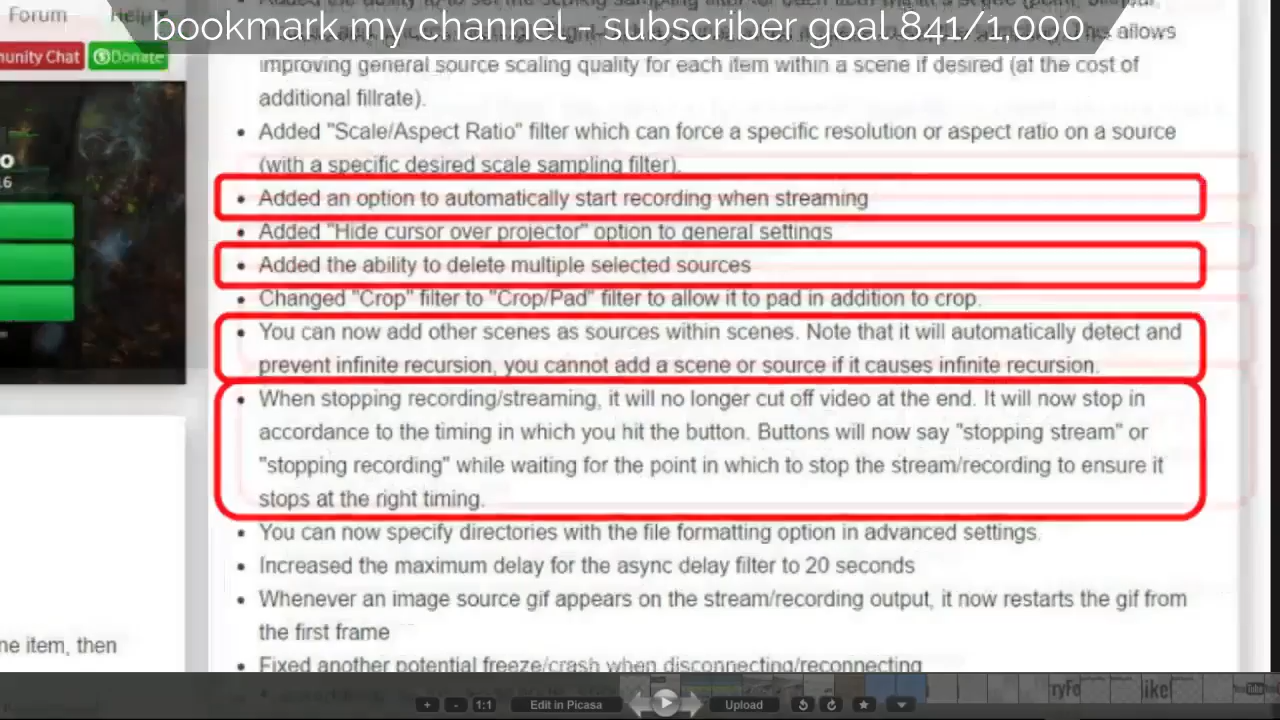 Forum Help
bookmark my channel - subscriber goal 841/1,000
allows
unity Chat Donate
improving general source scaling quality for each item within a scene if desired (at the cost of
additional fillrate).
• Added "Scale/Aspect Ratio" filter which can force a specific resolution or aspect ratio on a source
(with a specific desired scale sampling filter).
• Added an option to automatically start recording when streaming
• Added "Hide cursor over projector" option to general settings
• Added the ability to delete multiple selected sources
• Changed "Crop" filter to "Crop/Pad" filter to allow it to pad in addition to crop.
• You can now add other scenes as sources within scenes. Note that it will automatically detect and
prevent infinite recursion, you cannot add a scene or source if it causes infinite recursion.
• When stopping recording/streaming, it will no longer cut off video at the end. It will now stop in
accordance to the timing in which you hit the button. Buttons will now say "stopping stream" or
"stopping recording" while waiting for the point in which to stop the stream/recording to ensure it
stops at the right timing.
• You can now specify directories with the file formatting option in advanced settings.
• Increased the maximum delay for the async delay filter to 20 seconds
• Whenever an image source gif appears on the stream/recording output, it now restarts the gif from
the first frame
ne item, then
• Fixed another potential freeze/crash when disconnecting/reconnecting
+ - 1:1 Edit in Picasa Upload